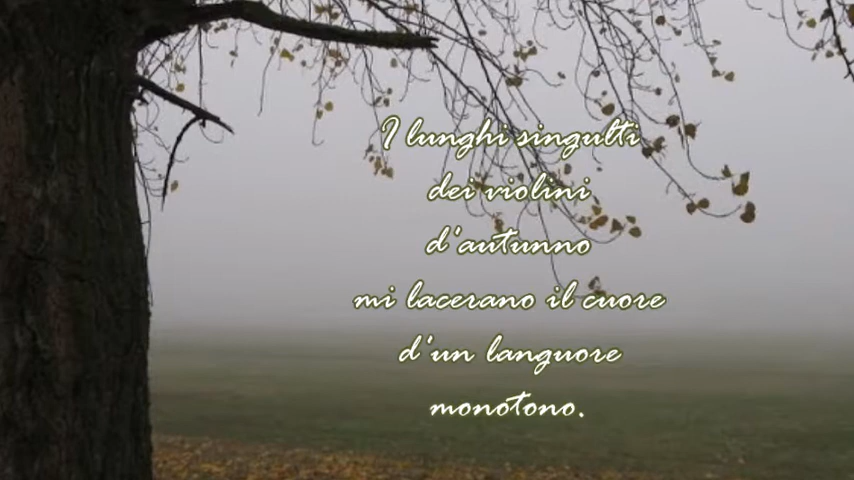 I lunghi singulti
dei violini
d'autunno
mi lacerano il cuore
d'un languore
monotono.